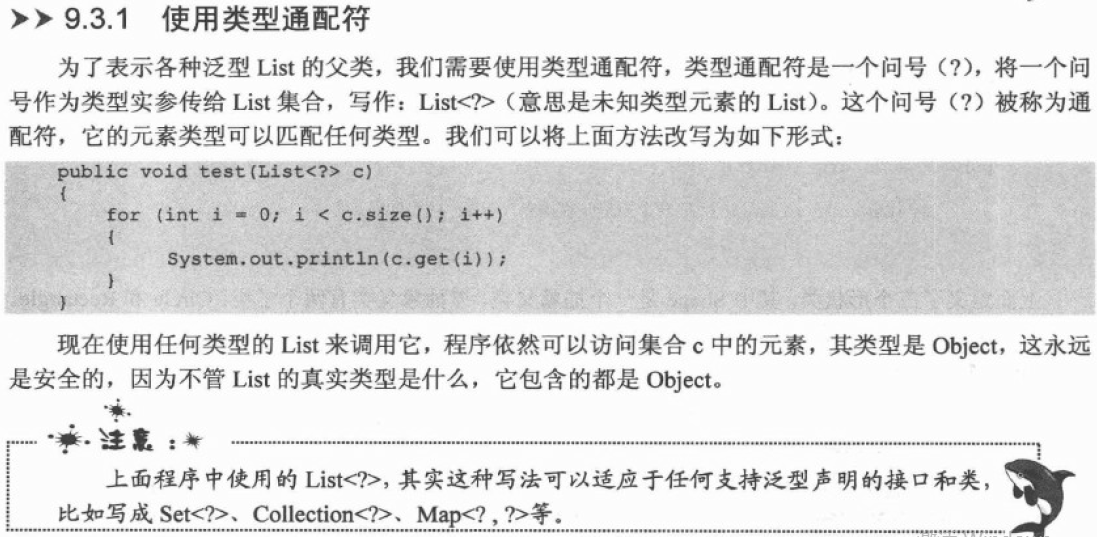 ➤➤ 9.3.1 使用类型通配符
为了表示各种泛型 List 的父类，我们需要使用类型通配符，类型通配符是一个问号（?），将一个问
号作为类型实参传给 List 集合，写作：List<?>（意思是未知类型元素的 List）。这个问号（?）被称为通
配符，它的元素类型可以匹配任何类型。我们可以将上面方法改写为如下形式：
public void test(List<?> c)
{
for (int i = 0; i < c.size(); i++)
{
System.out.println(c.get(i));
}
}
现在使用任何类型的 List 来调用它，程序依然可以访问集合 c 中的元素，其类型是 Object，这永远
是安全的，因为不管 List 的真实类型是什么，它包含的都是 Object。
注意：
上面程序中使用的 List<?>，其实这种写法可以适应于任何支持泛型声明的接口和类，
比如写成 Set<?>、Collection<?>、Map<?,?>等。